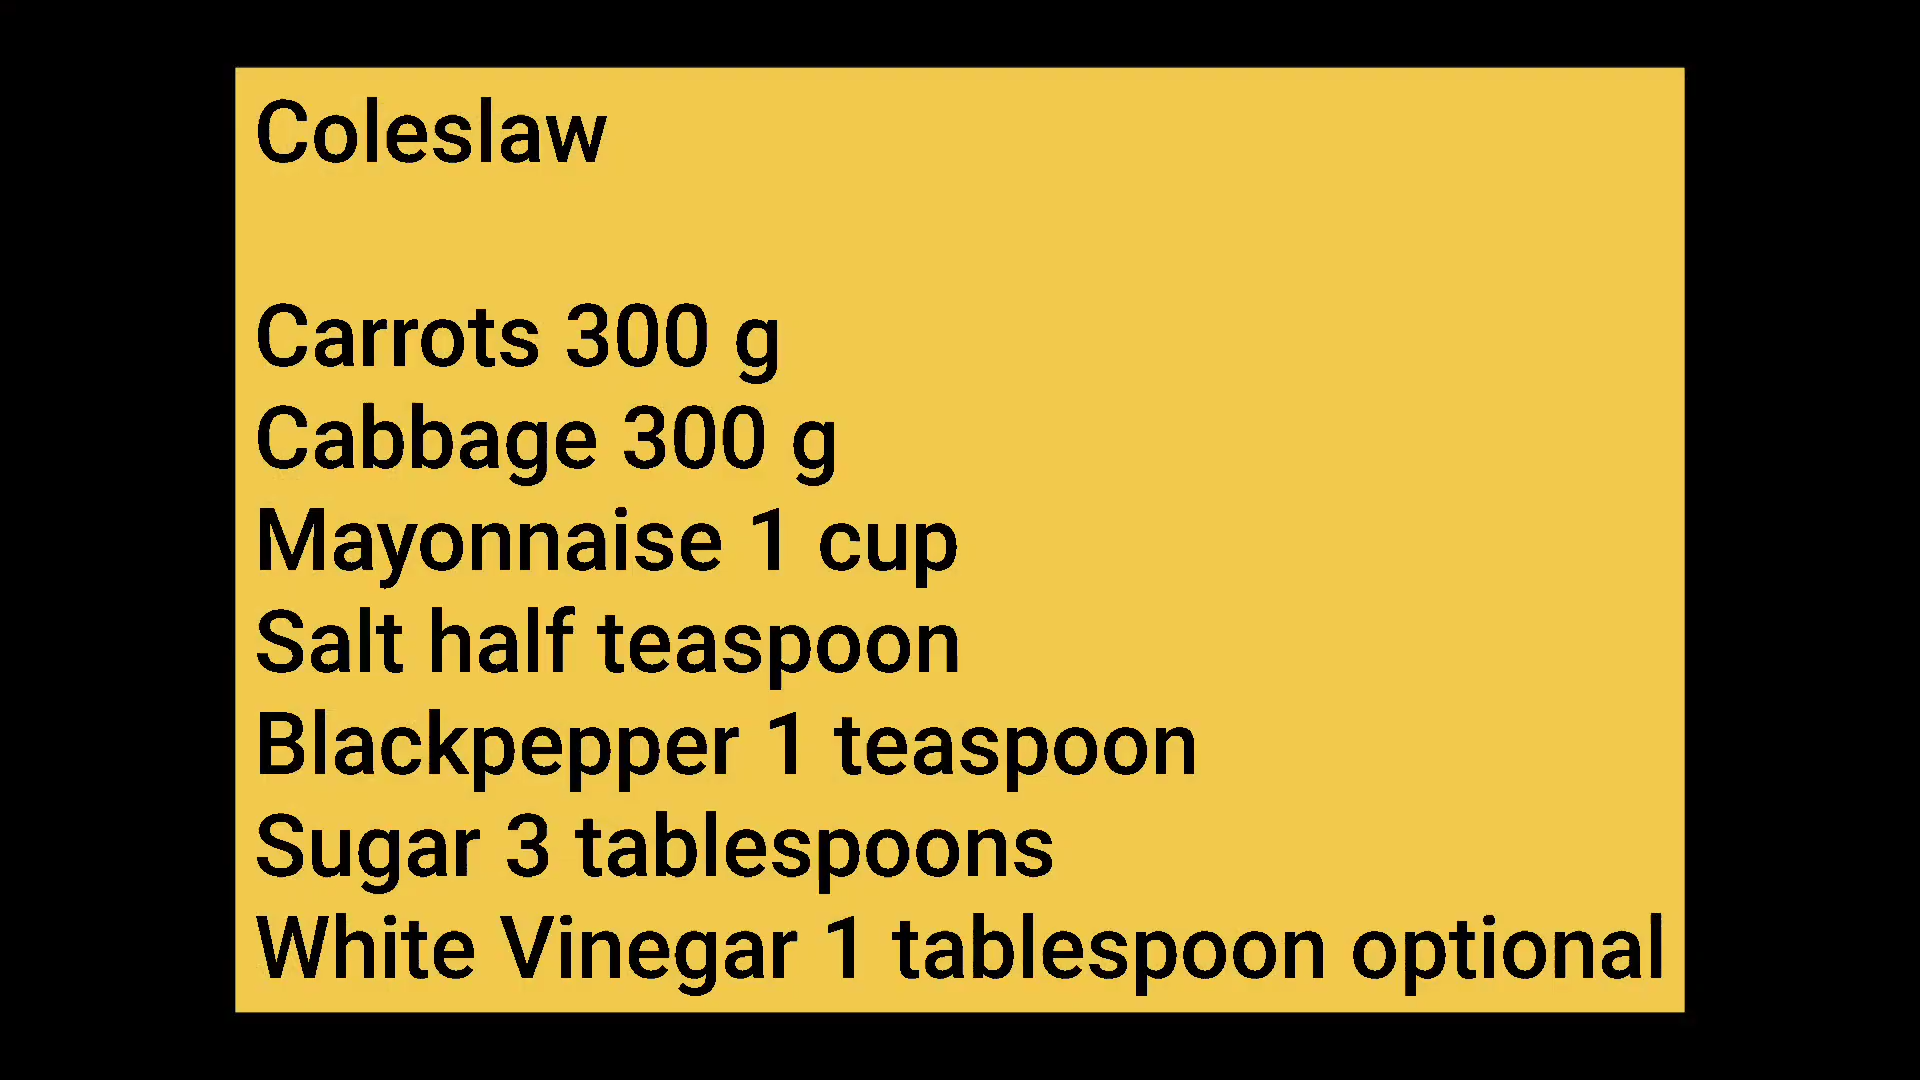 Coleslaw
Carrots 300 g
Cabbage 300 g
Mayonnaise 1 cup
Salt half teaspoon
Blackpepper 1 teaspoon
Sugar 3 tablespoons
White Vinegar 1 tablespoon optional